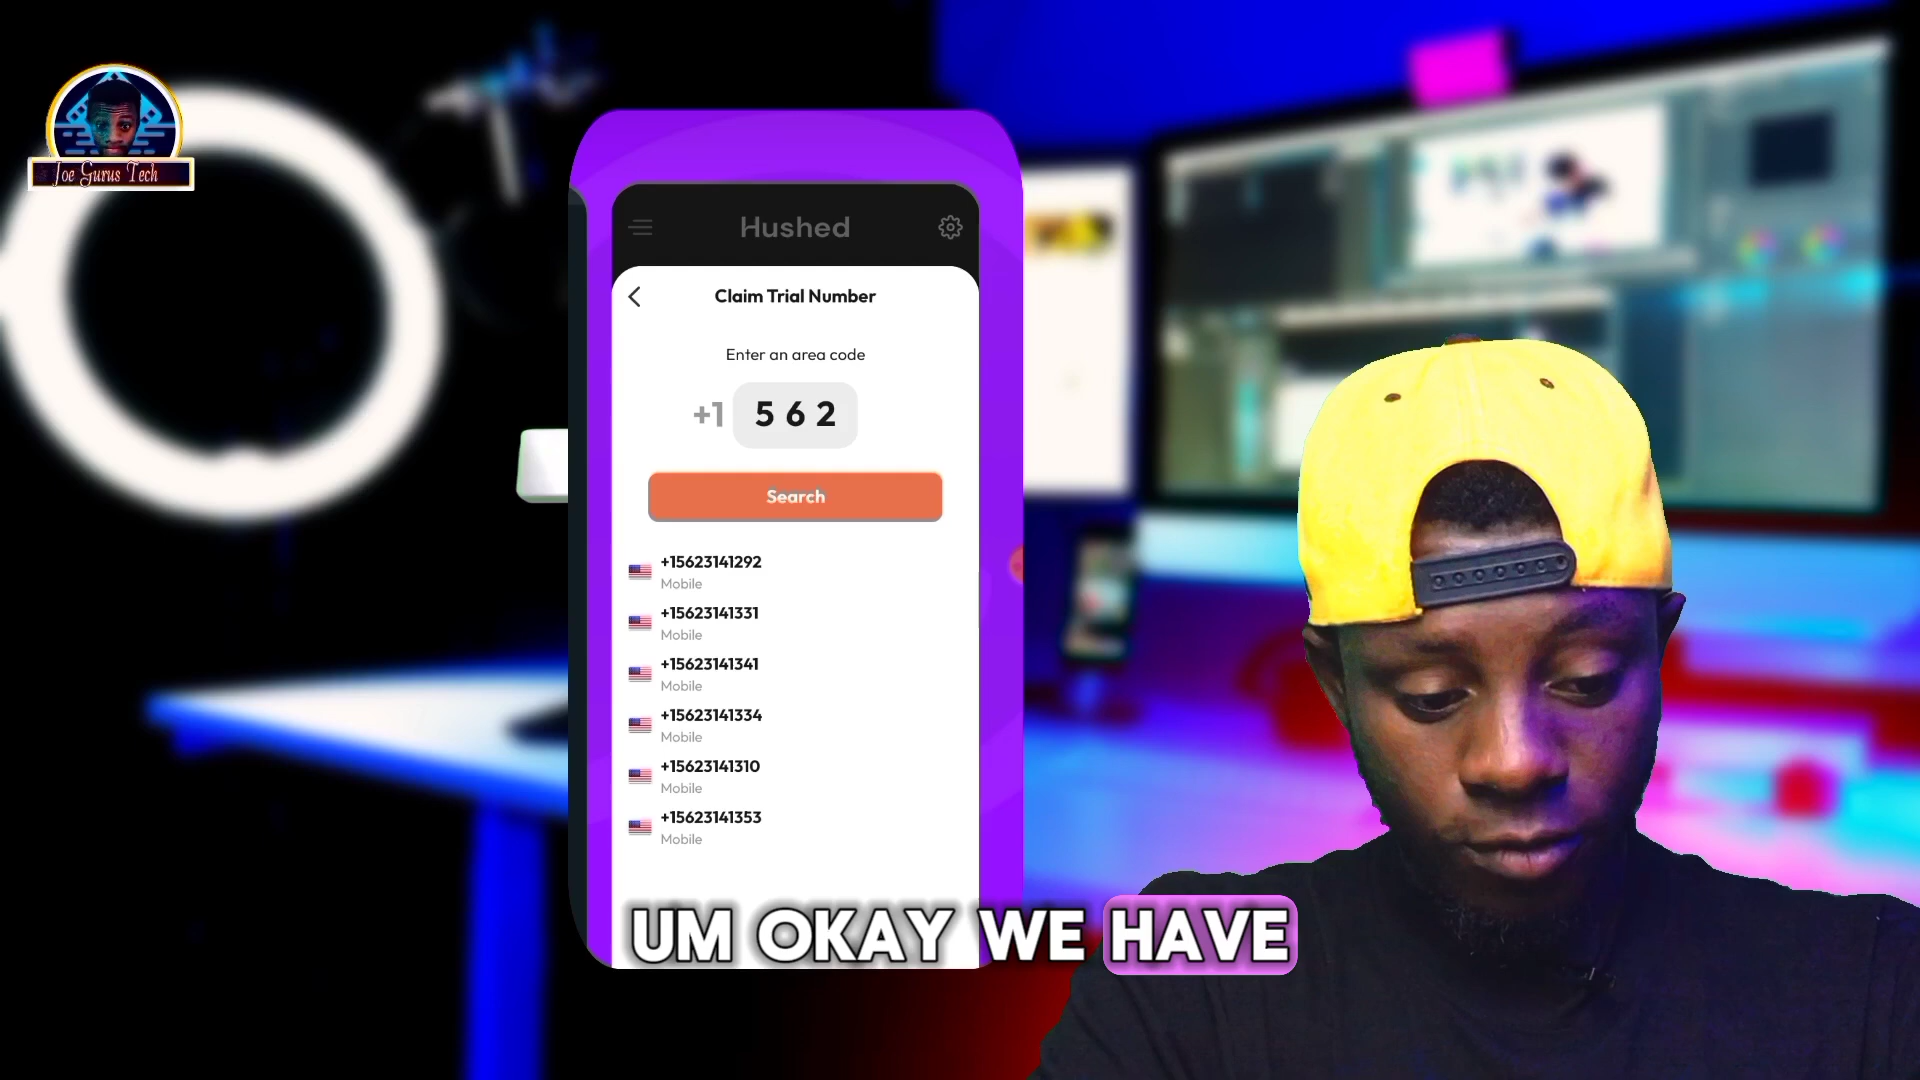 Joe Gurus Tech
Hushed
Claim Trial Number
Enter an area code
+1 562
Search
+15623141292
Mobile
+15623141331
Mobile
+15623141341
Mobile
+15623141334
Mobile
+15623141310
Mobile
+15623141353
Mobile
UM OKAY WE HAVE